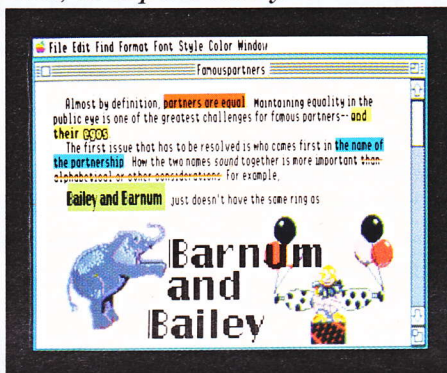 File Edit Find Format Font Style Color Window
Famouspartners
Almost by definition, partners are equal Maintaining equality in the
public eye is one of the greatest challenges for famous partners-- and
their egos
The first issue that has to be resolved is who comes first in the name of
the partnership How the two names sound together is more important than
alphabetical or other considerations For example,
Bailey and Barnum just doesn't have the same ring as
Barnum
and
Bailey